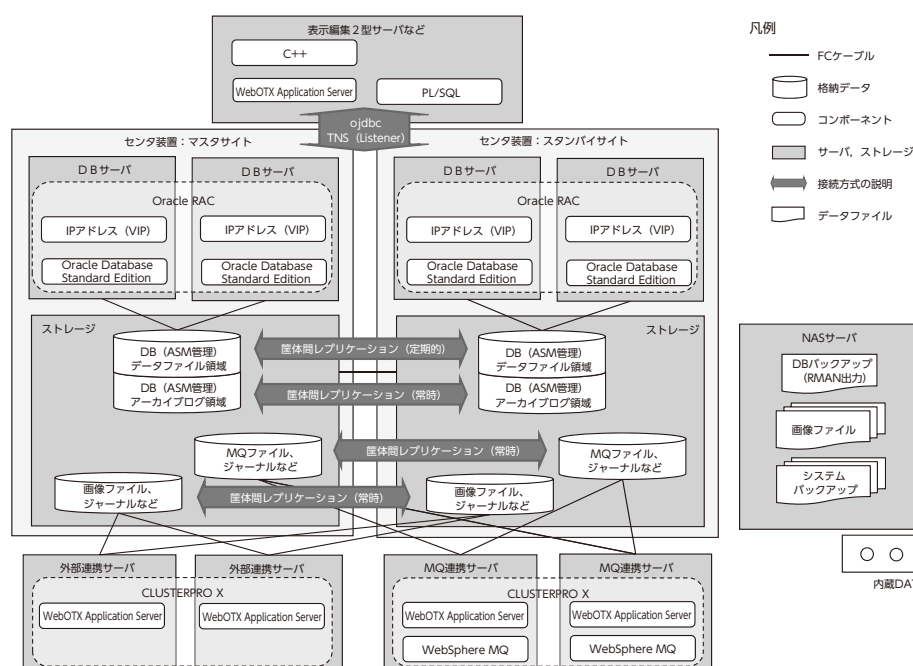 表示編集2型サーバなど
C++
WebOTX Application Server
PL/SQL
ojdbc
TNS（Listener）
センタ装置：マスタサイト
センタ装置：スタンバイサイト
DBサーバ
DBサーバ
Oracle RAC
IPアドレス（VIP）
IPアドレス（VIP）
Oracle Database
Standard Edition
Oracle Database
Standard Edition
DBサーバ
DBサーバ
Oracle RAC
IPアドレス（VIP）
IPアドレス（VIP）
Oracle Database
Standard Edition
Oracle Database
Standard Edition
ストレージ
ストレージ
DB（ASM管理）
データファイル領域
筐体間レプリケーション（定期的）
DB（ASM管理）
データファイル領域
DB（ASM管理）
アーカイブログ領域
筐体間レプリケーション（常時）
DB（ASM管理）
アーカイブログ領域
MQファイル、
ジャーナルなど
筐体間レプリケーション（常時）
MQファイル、
ジャーナルなど
画像ファイル、
ジャーナルなど
筐体間レプリケーション（常時）
画像ファイル、
ジャーナルなど
外部連携サーバ
外部連携サーバ
CLUSTERPRO X
WebOTX Application Server
WebOTX Application Server
MQ連携サーバ
MQ連携サーバ
CLUSTERPRO X
WebOTX Application Server
WebOTX Application Server
WebSphere MQ
WebSphere MQ
凡例
FCケーブル
格納データ
コンポーネント
サーバ，ストレージ
接続方式の説明
データファイル
NASサーバ
DBバックアップ
（RMAN出力）
画像ファイル
システム
バックアップ
内蔵DA